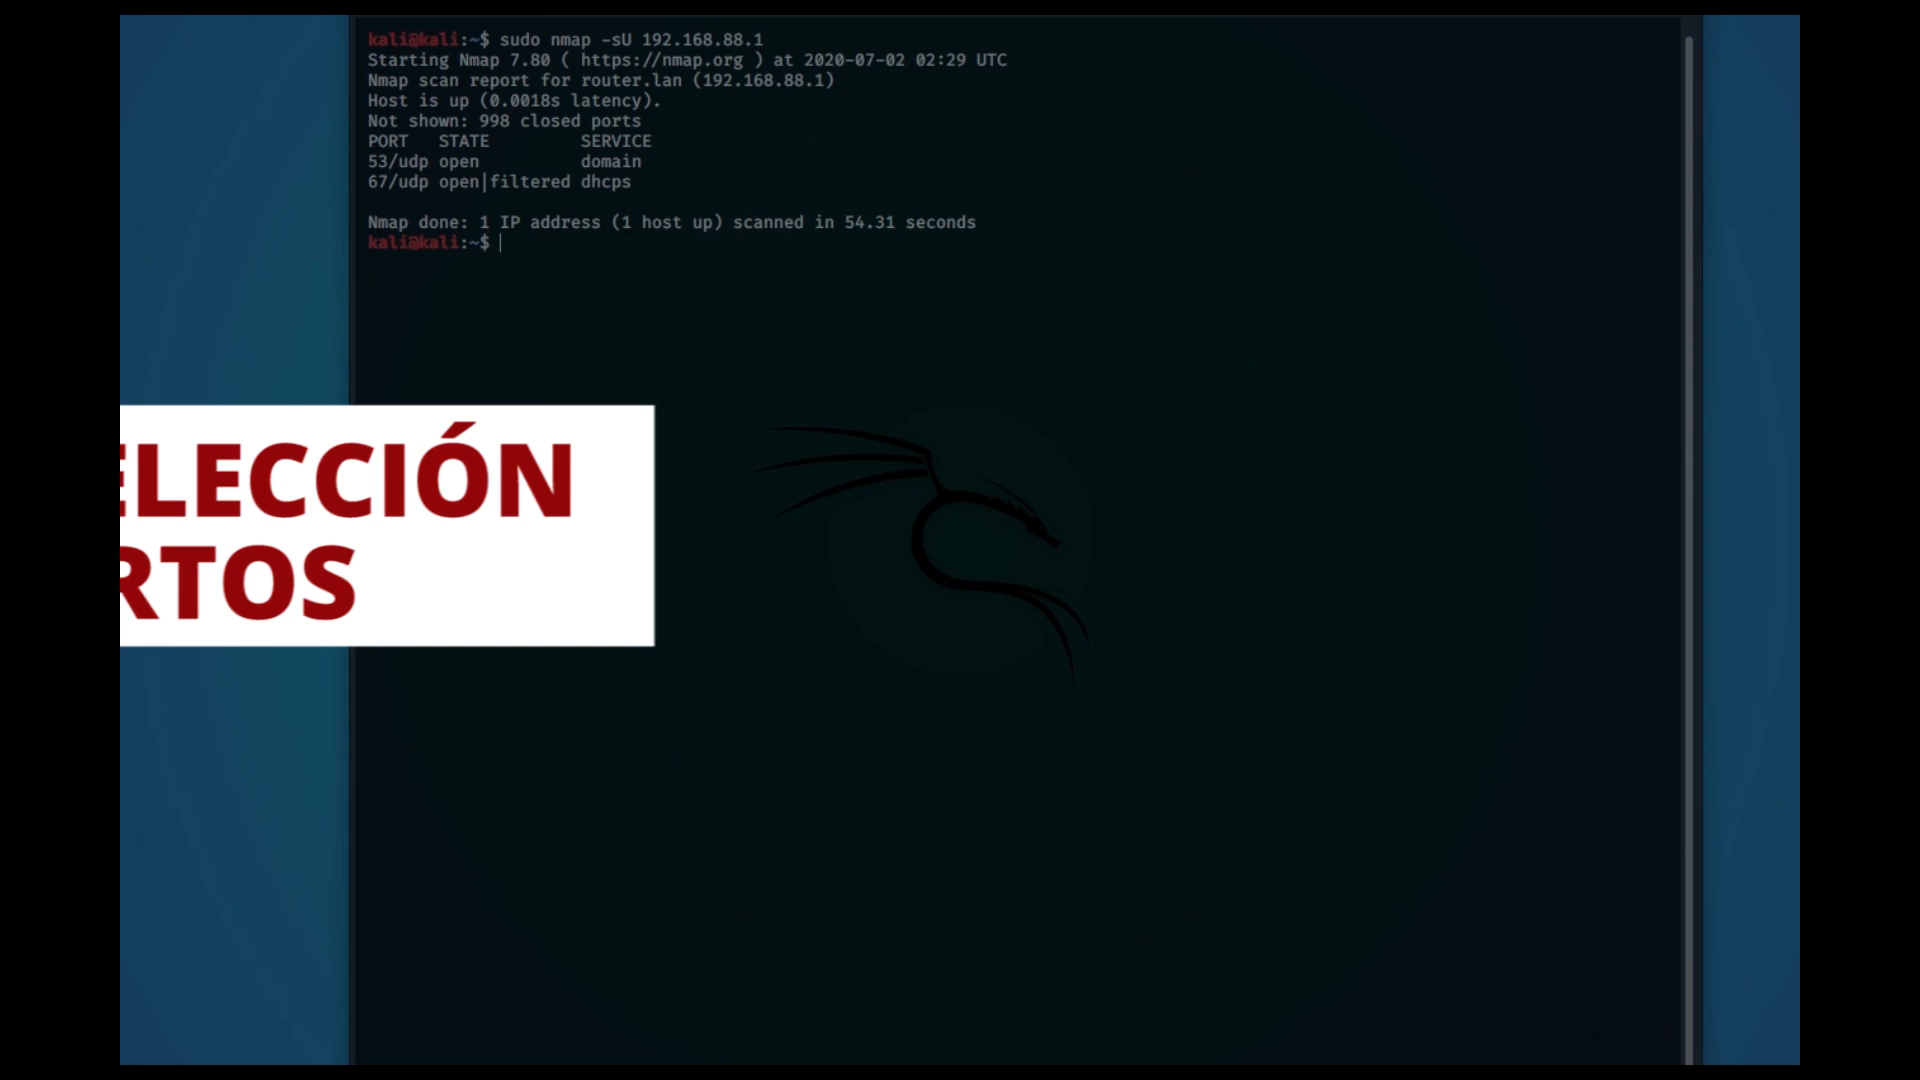 kali@kali:~$ sudo nmap -sU 192.168.88.1
Starting Nmap 7.80 ( https://nmap.org ) at 2020-07-02 02:29 UTC
Nmap scan report for router.lan (192.168.88.1)
Host is up (0.0018s latency).
Not shown: 998 closed ports
PORT   STATE         SERVICE
53/udp open          domain
67/udp open|filtered dhcps
Nmap done: 1 IP address (1 host up) scanned in 54.31 seconds
kali@kali:~$
ELECCIÓN
RTOS